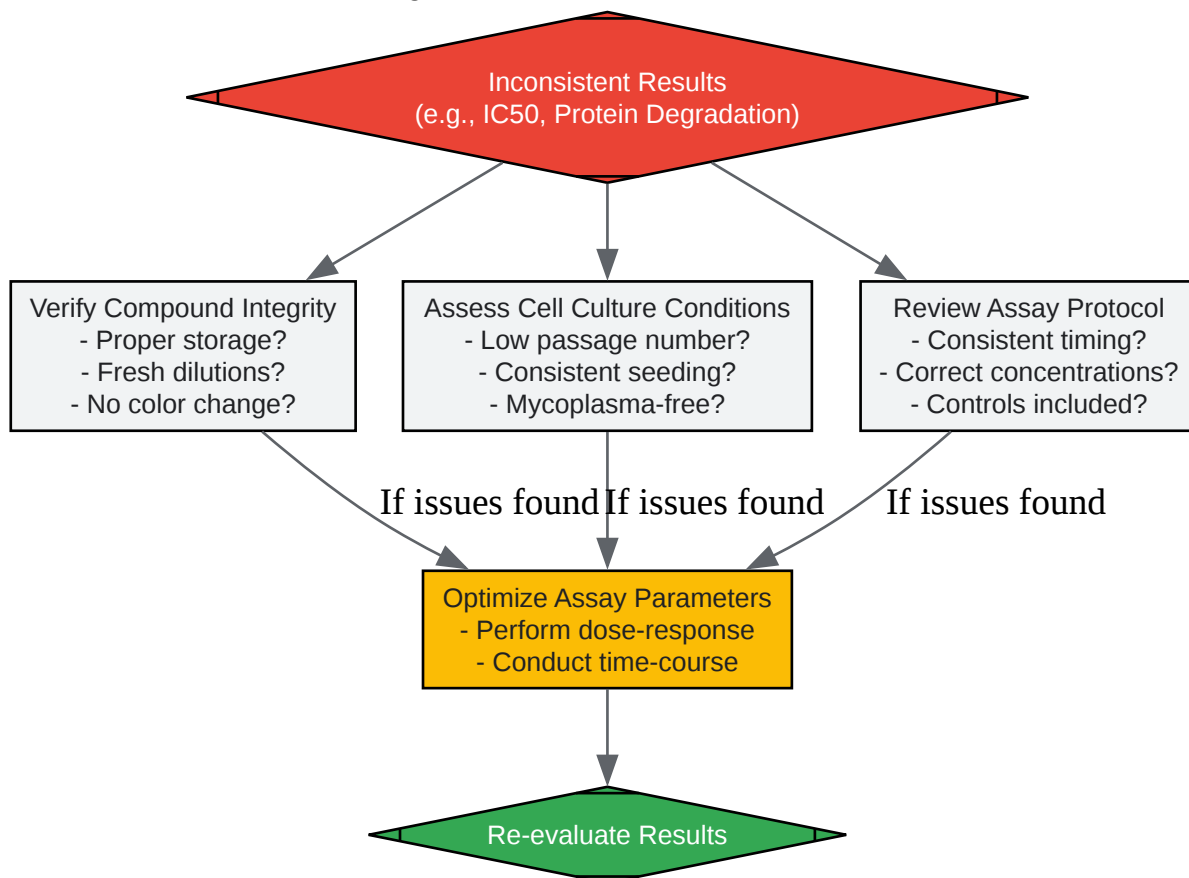 Inconsistent Results
(e.g., IC50, Protein Degradation)
Verify Compound Integrity
- Proper storage?
- Fresh dilutions?
- No color change?
Assess Cell Culture Conditions
- Low passage number?
- Consistent seeding?
- Mycoplasma-free?
Review Assay Protocol
- Consistent timing?
- Correct concentrations?
- Controls included?
If issues found
If issues found
If issues found
Optimize Assay Parameters
- Perform dose-response
- Conduct time-course
Re-evaluate Results